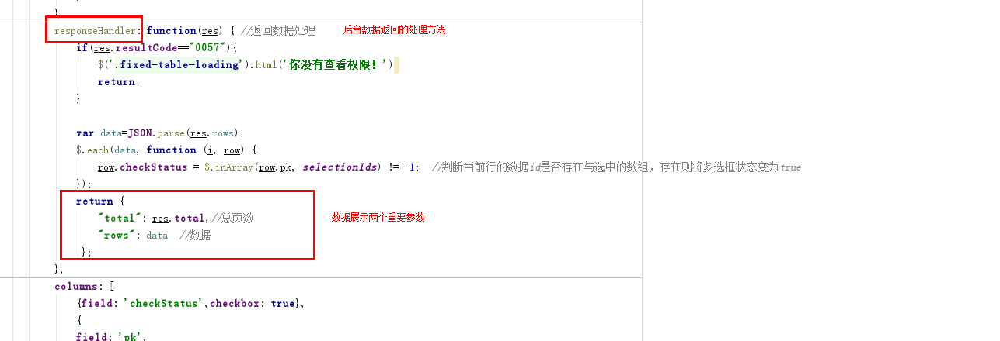 },
responseHandler: function(res) { //返回数据处理 后台数据返回的处理方法
if(res.resultCode=="0057"){
$('.fixed-table-loading').html('你没有查看权限！')
return;
}
var data=JSON.parse(res.rows);
$.each(data, function (i, row) {
row.checkStatus = $.inArray(row.pk, selectionIds) != -1; //判断当前行的数据id是否存在与选中的数组，存在则将多选框状态变为true
});
return {
"total": res.total,//总页数 数据展示两个重要参数
"rows": data //数据
};
},
columns: [
{field: 'checkStatus',checkbox: true},
{
field: 'pk',